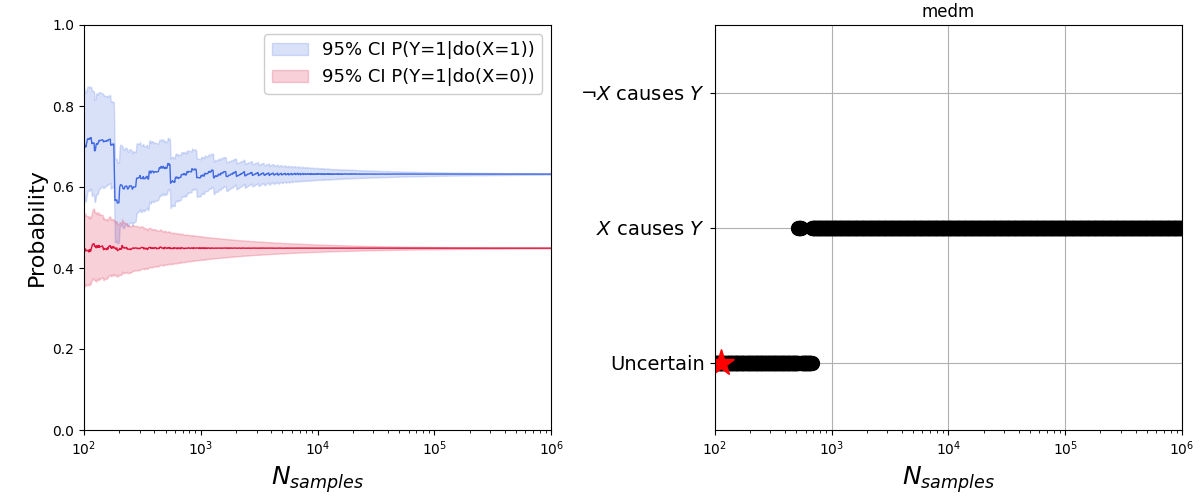 1.0
0.8
0.6
0.4
0.2
0.0
Probability
95% CI P(Y=1|do(X=1))
95% CI P(Y=1|do(X=0))
10² 10³ 10⁴ 10⁵ 10⁶
N_samples
medm
¬X causes Y
X causes Y
Uncertain
10² 10³ 10⁴ 10⁵ 10⁶
N_samples